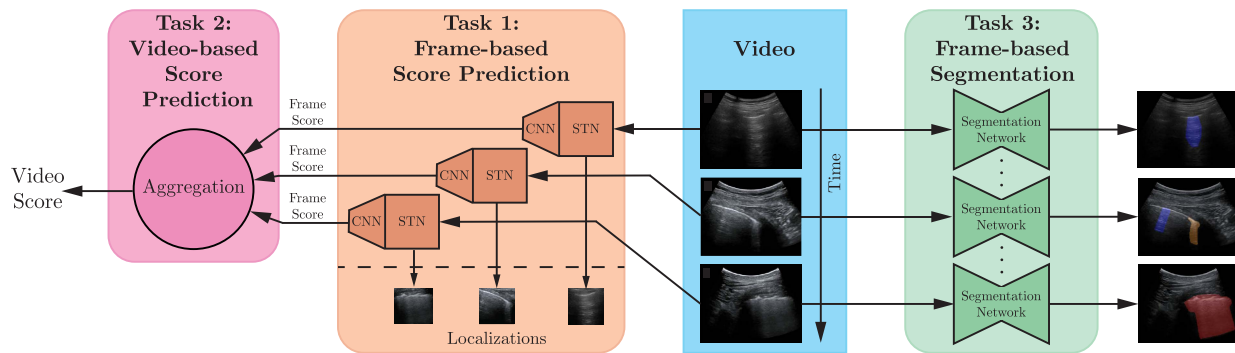 Task 2:
Video-based
Score
Prediction
Aggregation
Video
Score
Task 1:
Frame-based
Score Prediction
Frame
Score
Frame
Score
Frame
Score
CNN
STN
CNN
STN
CNN
STN
Localizations
Video
Time
Task 3:
Frame-based
Segmentation
Segmentation
Network
Segmentation
Network
Segmentation
Network